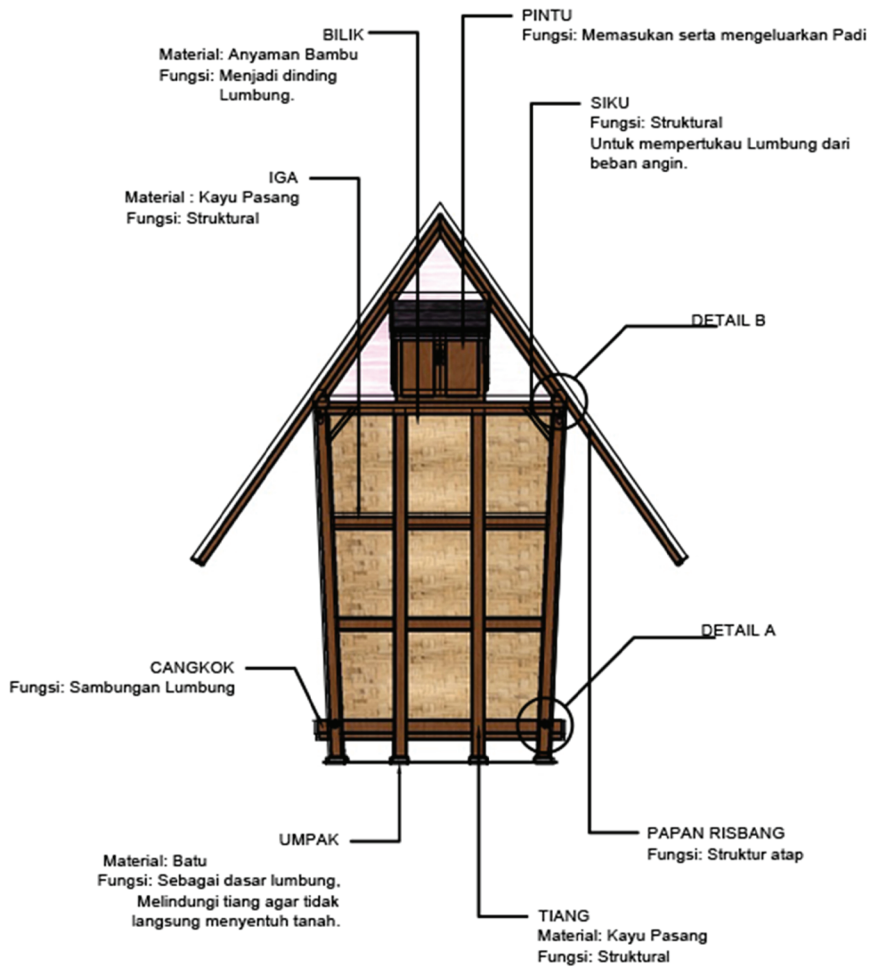 PINTU
Fungsi: Memasukan serta mengeluarkan Padi
BILIK
Material: Anyaman Bambu
Fungsi: Menjadi dinding
Lumbung.
SIKU
Fungsi: Struktural
Untuk mempertukau Lumbung dari
beban angin.
IGA
Material : Kayu Pasang
Fungsi: Struktural
DETAIL B
DETAIL A
CANGKOK
Fungsi: Sambungan Lumbung
UMPAK
Material: Batu
Fungsi: Sebagai dasar lumbung,
Melindungi tiang agar tidak
langsung menyentuh tanah.
PAPAN RISBANG
Fungsi: Struktur atap
TIANG
Material: Kayu Pasang
Fungsi: Struktural